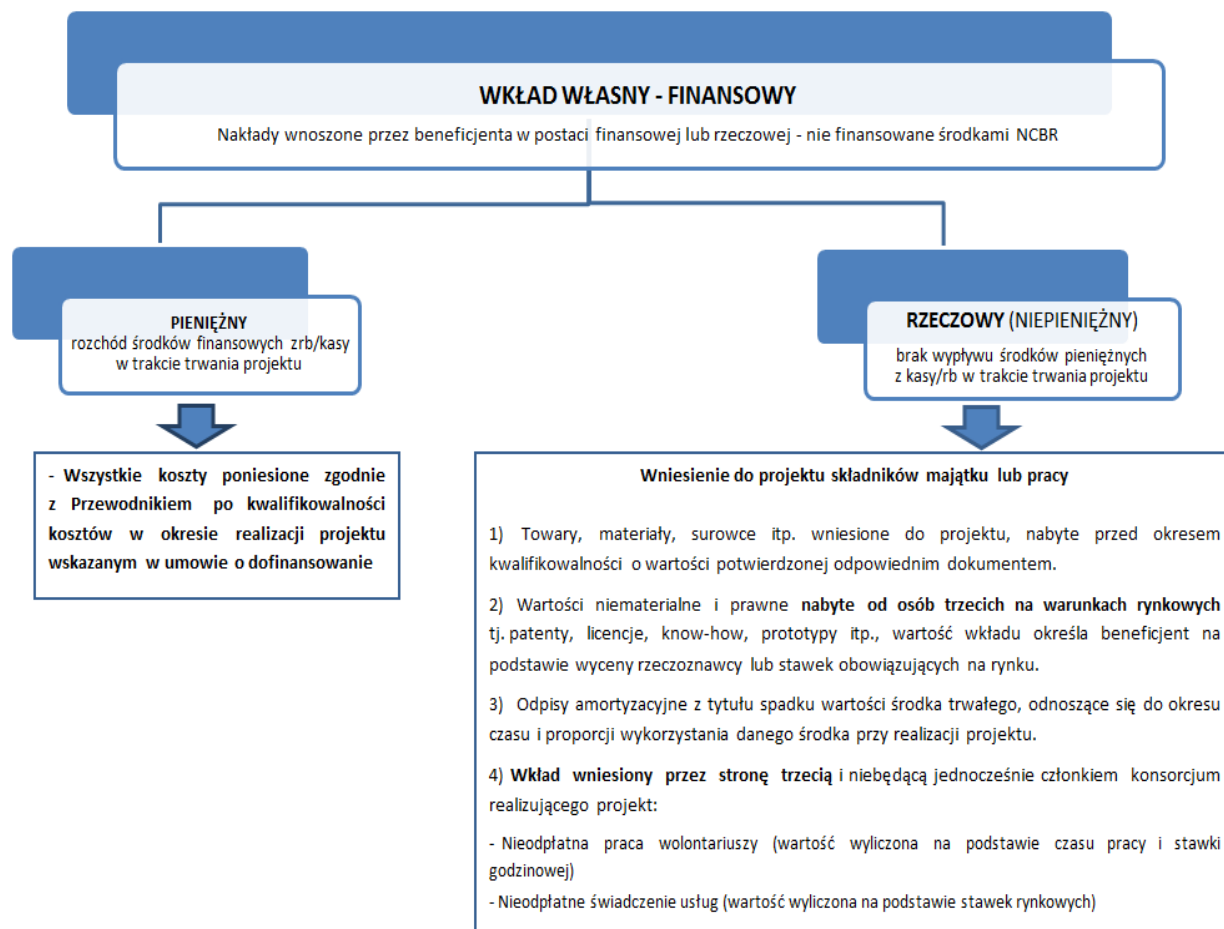 WKŁAD WŁASNY - FINANSOWY
Nakłady wnoszone przez beneficjenta w postaci finansowej lub rzeczowej - nie finansowane środkami NCBR
PIENIĘŻNY
rozchód środków finansowych zrb/kasy
w trakcie trwania projektu
RZECZOWY (NIEPIENIĘŻNY)
brak wypływu środków pieniężnych
z kasy/rb w trakcie trwania projektu
- Wszystkie koszty poniesione zgodnie
z Przewodnikiem po kwalifikowalności
kosztów w okresie realizacji projektu
wskazanym w umowie o dofinansowanie
Wniesienie do projektu składników majątku lub pracy
1) Towary, materiały, surowce itp. wniesione do projektu, nabyte przed okresem
kwalifikowalności o wartości potwierdzonej odpowiednim dokumentem.
2) Wartości niematerialne i prawne nabyte od osób trzecich na warunkach rynkowych
tj. patenty, licencje, know-how, prototypy itp., wartość wkładu określa beneficjent na
podstawie wyceny rzeczoznawcy lub stawek obowiązujących na rynku.
3) Odpisy amortyzacyjne z tytułu spadku wartości środka trwałego, odnoszące się do okresu
czasu i proporcji wykorzystania danego środka przy realizacji projektu.
4) Wkład wniesiony przez stronę trzecią i niebędącą jednocześnie członkiem konsorcjum
realizującego projekt:
- Nieodpłatna praca wolontariuszy (wartość wyliczona na podstawie czasu pracy i stawki
godzinowej)
- Nieodpłatne świadczenie usług (wartość wyliczona na podstawie stawek rynkowych)